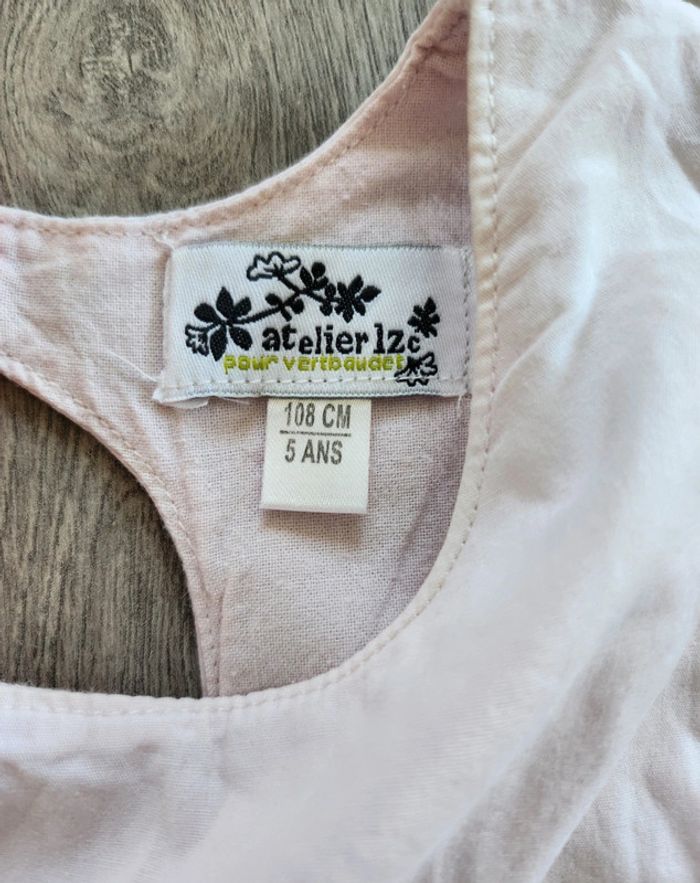 atelier lzc
pour vertbaudet
108 CM
5 ANS